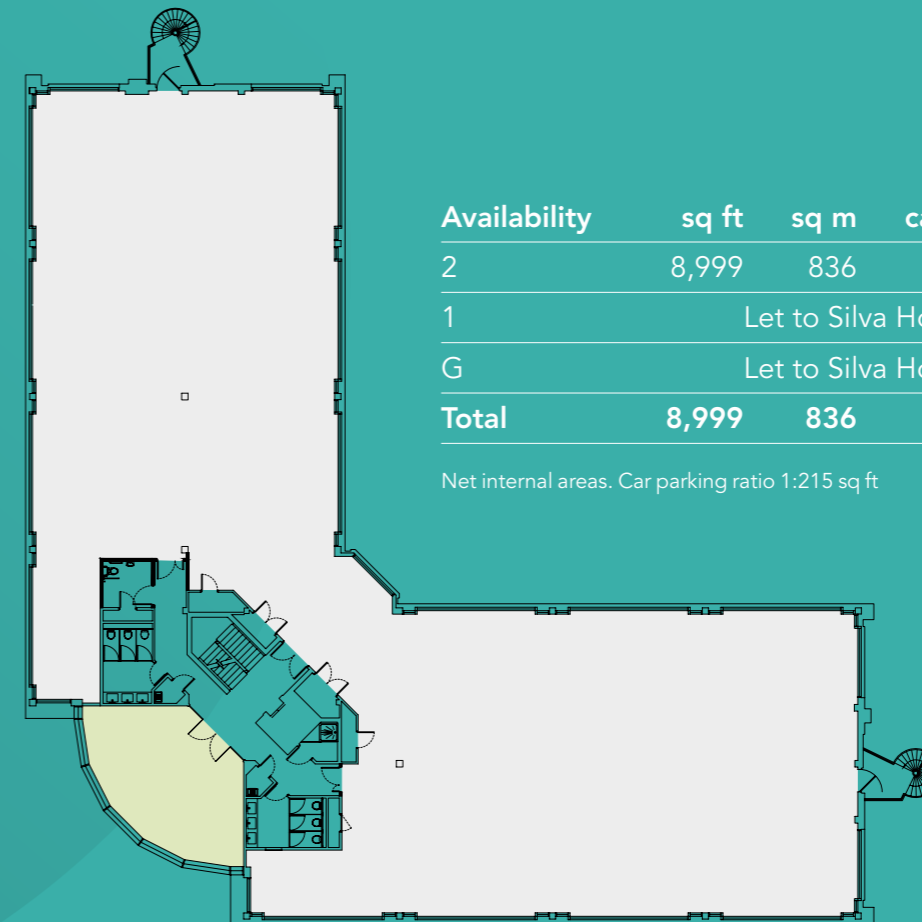 Availability sq ft sq m
2 8,999 836
1 Let to Silva
G Let to Silva
Total 8,999 836
Net internal areas. Car parking ratio 1:215 sq ft